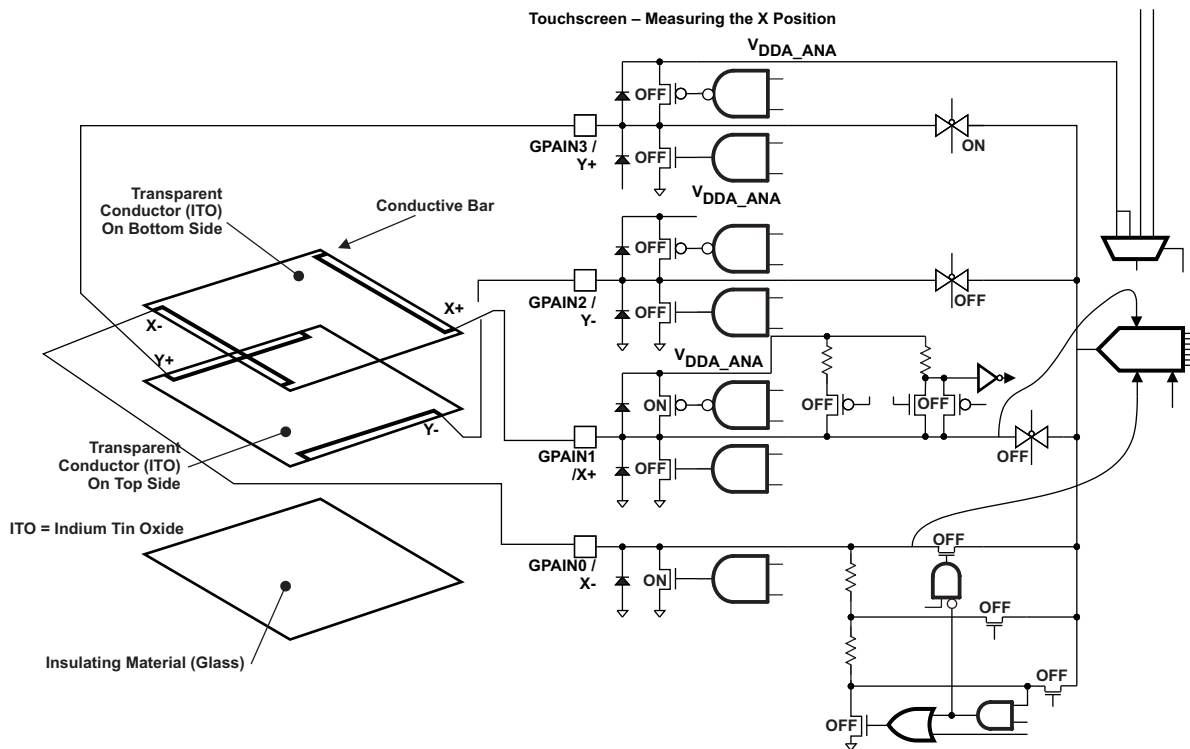 Touchscreen – Measuring the X Position
VDDA_ANA
OFF
GPAIN3 /
Y+
OFF
ON
VDDA_ANA
Transparent
Conductor (ITO)
On Bottom Side
Conductive Bar
OFF
GPAIN2 /
Y-
OFF
OFF
X+
X-
Y+
Y-
VDDA_ANA
ON
OFF
OFF
GPAIN1
/X+
OFF
OFF
Transparent
Conductor (ITO)
On Top Side
ITO = Indium Tin Oxide
GPAIN0 /
X-
ON
OFF
OFF
OFF
OFF
Insulating Material (Glass)